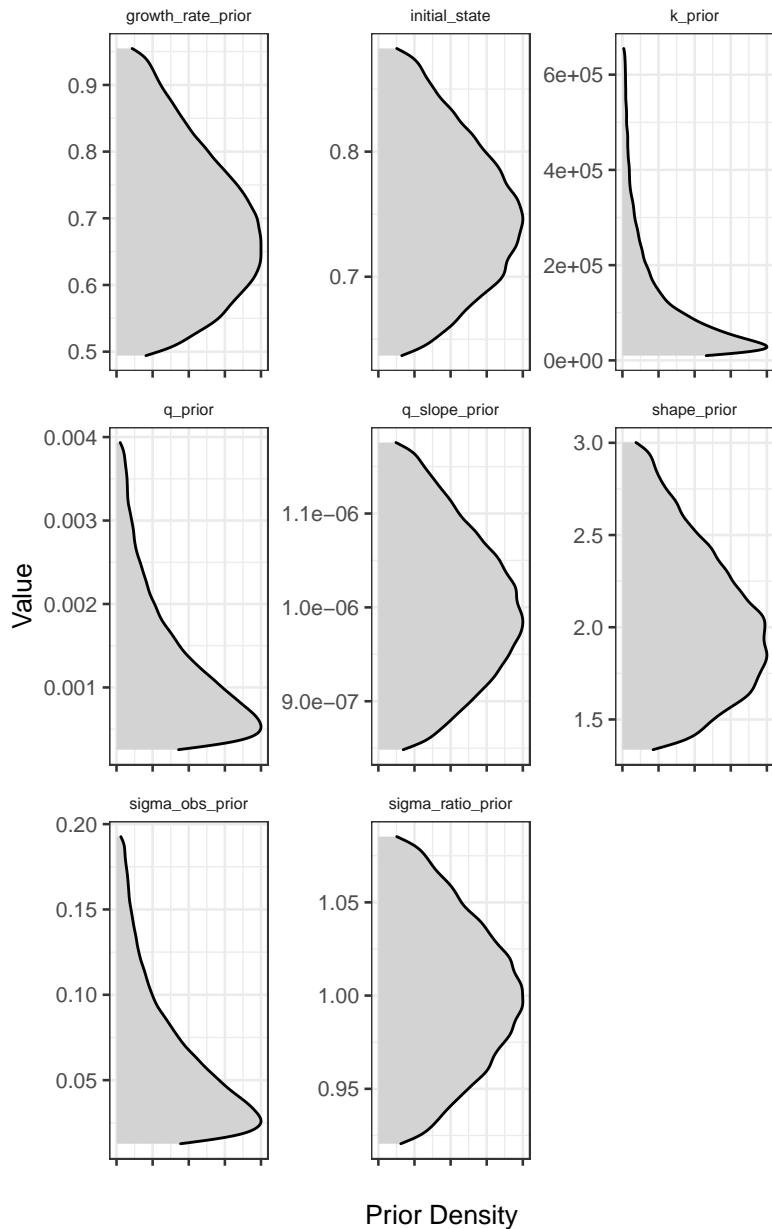 growth_rate_prior
initial_state
k_prior
0.9
0.8
0.7
0.6
0.5
0.8
0.7
6e+05
4e+05
2e+05
0e+00
q_prior
q_slope_prior
shape_prior
0.004
0.003
0.002
0.001
1.1e−06
1.0e−06
9.0e−07
3.0
2.5
2.0
1.5
Value
sigma_obs_prior
sigma_ratio_prior
0.20
0.15
0.10
0.05
1.05
1.00
0.95
Prior Density